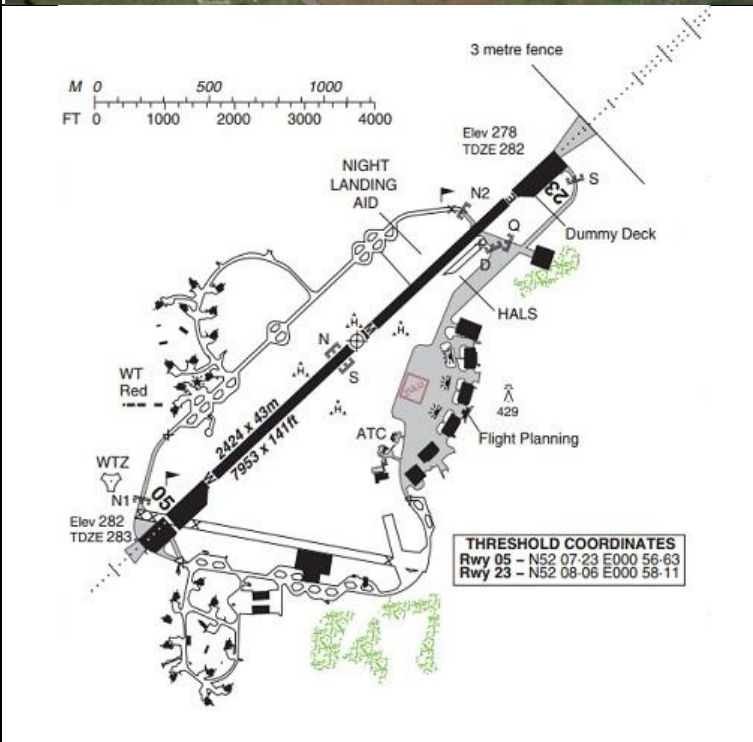 3 metre fence
M 0 500 1000
FT 0 1000 2000 3000 4000
Elev 278
TDZE 282
NIGHT
LANDING
AID
N2
S
23
Dummy Deck
Q
D
HALS
N
S
WT
Red
ZULU
429
2424 x 43m
7953 x 141ft
ATC
Flight Planning
WTZ
N1
05
Elev 282
TDZE 283
THRESHOLD COORDINATES
Rwy 05 – N52 07·23 E000 56·63
Rwy 23 – N52 08·06 E000 58·11